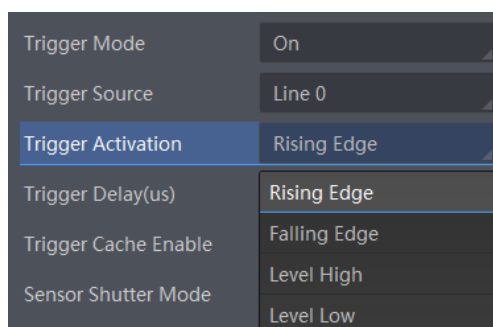 Trigger Mode On
Trigger Source Line 0
Trigger Activation Rising Edge
Trigger Delay(us) Rising Edge
Trigger Cache Enable Falling Edge
Level High
Sensor Shutter Mode
Level Low